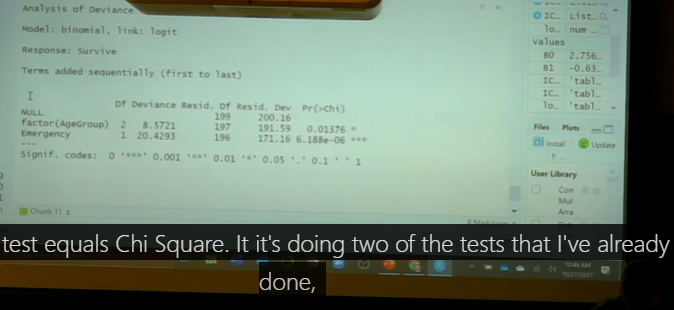 Analysis of Deviance
Model: binomial, link: logit
Response: Survive
Terms added sequentially (first to last)
Df Deviance Resid. Df Resid. Dev Pr(>Chi)
NULL 199 200.16
factor(AgeGroup) 2 8.5721 197 191.59 0.01376 *
Emergency 1 20.4293 196 171.16 6.188e-06 ***
---
Signif. codes: 0 '***' 0.001 '**' 0.01 '*' 0.05 '.' 0.1 ' ' 1
Chunk 11
IC... List...
lo... num
Values
B0 2.756...
B1 -0.63...
IC... 'tabl...
IC... 'tabl...
lo... 'tabl...
Files Plots
Install Update
User Library
Con
Mul
Arra
test equals Chi Square. It it's doing two of the tests that I've already
done,
10:46 AM
10/27/2021